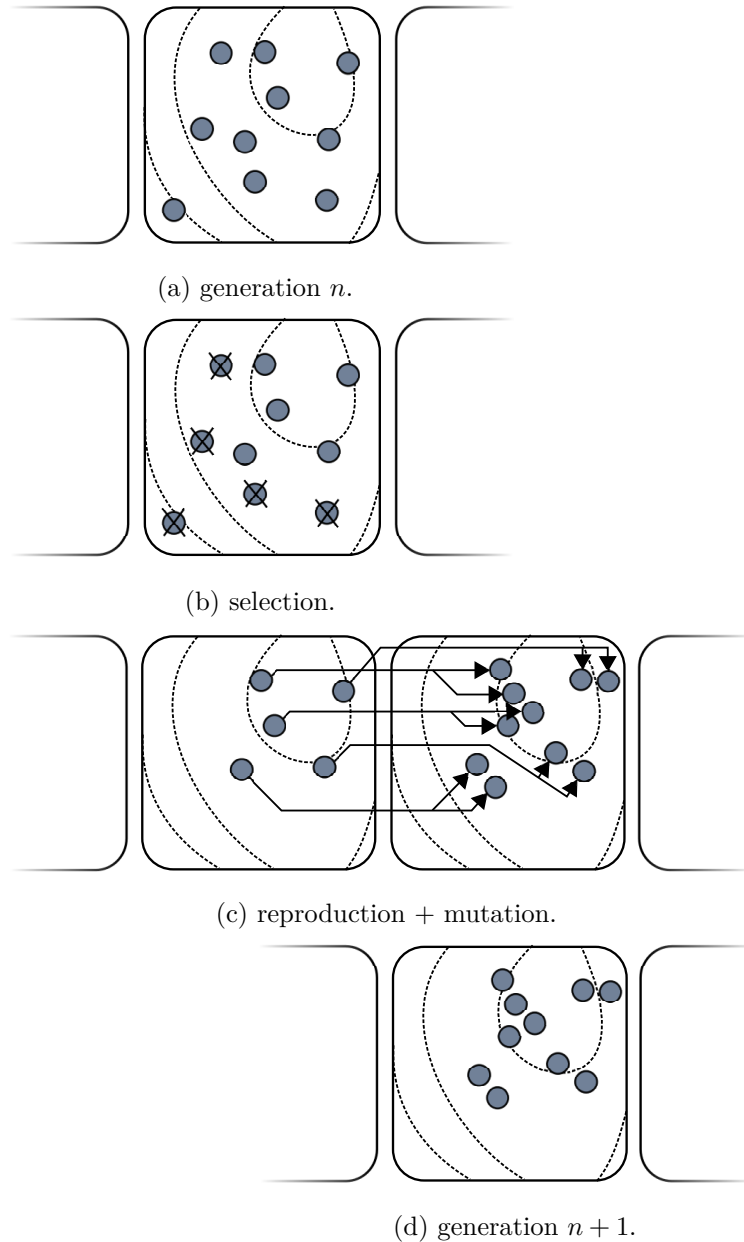 (a) generation n.
(b) selection.
(c) reproduction + mutation.
(d) generation n + 1.